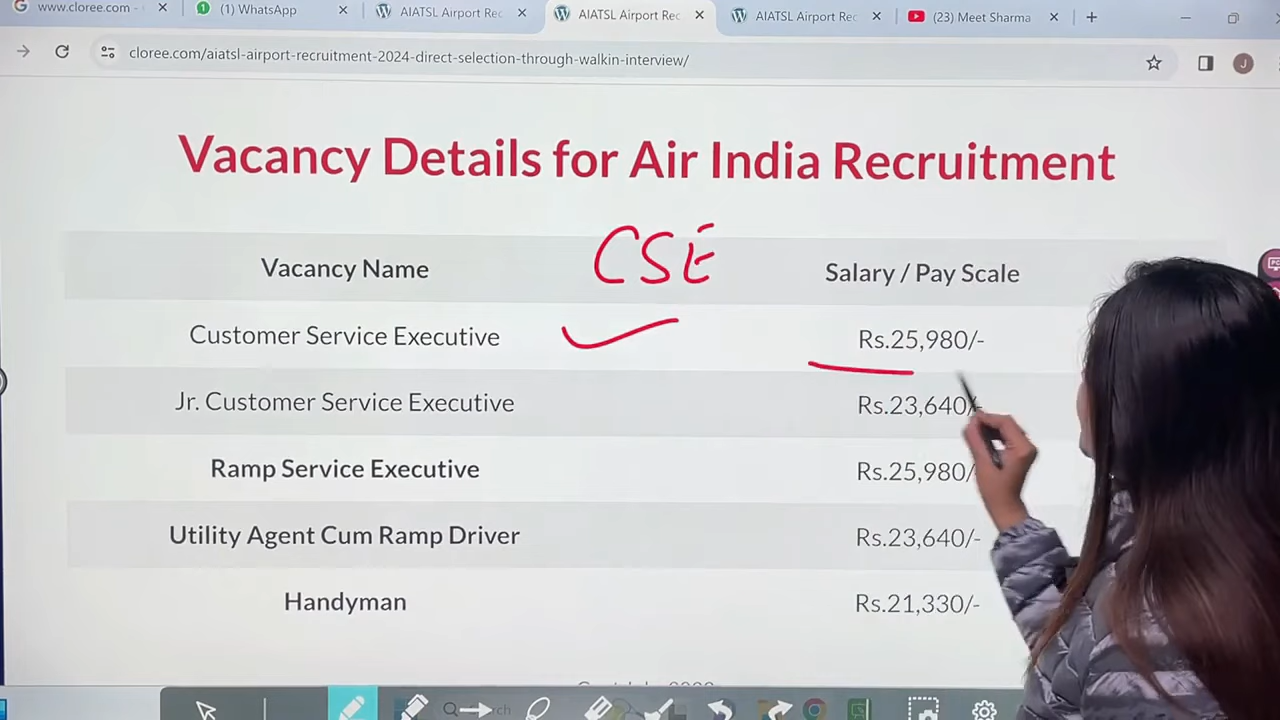 www.cloree.com -
(1) WhatsApp
AIATSL Airport Rec
AIATSL Airport Rec
AIATSL Airport Rec
(23) Meet Sharma
cloree.com/aiatsl-airport-recruitment-2024-direct-selection-through-walkin-interview/
J
Vacancy Details for Air India Recruitment
CSE
Vacancy Name Salary / Pay Scale
Customer Service Executive Rs.25,980/-
Jr. Customer Service Executive Rs.23,640/-
Ramp Service Executive Rs.25,980/
Utility Agent Cum Ramp Driver Rs.23,640/-
Handyman Rs.21,330/-